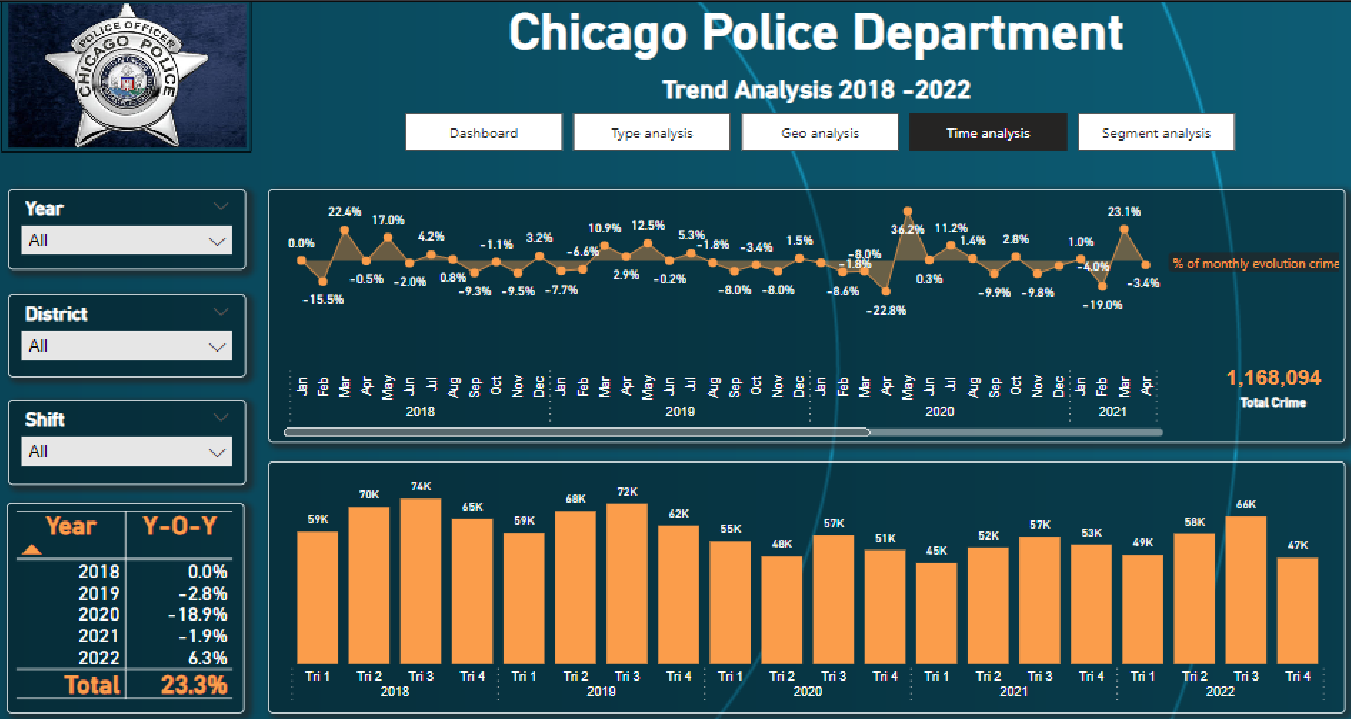 POLICE OFFICER
CHICAGO POLICE
Chicago Police Department
Trend Analysis 2018 -2022
Dashboard
Type analysis
Geo analysis
Time analysis
Segment analysis
Year
All
District
All
Shift
All
Year Y-O-Y
2018 0.0%
2019 -2.8%
2020 -18.9%
2021 -1.9%
2022 6.3%
Total 23.3%
0.0% -15.5% 22.4% -0.5% 17.0% -2.0% 4.2% 0.8% -9.3% -1.1% -9.5% 3.2% -7.7% -6.6% 10.9% 2.9% 12.5% -0.2% 5.3% -1.8% -8.0% -3.4% -8.0% 1.5% -1.8% -8.6% -8.0% -22.8% 36.2% 0.3% 11.2% 1.4% -9.9% 2.8% -9.8% -4.0% 1.0% -19.0% 23.1% -3.4%
% of monthly evolution crime
Jan Feb Mar Apr May Jun Jul Aug Sep Oct Nov Dec Jan Feb Mar Apr May Jun Jul Aug Sep Oct Nov Dec Jan Feb Mar Apr May Jun Jul Aug Sep Oct Nov Dec Jan Feb Mar Apr
2018 2019 2020 2021
1,168,094
Total Crime
59K 70K 74K 65K 59K 68K 72K 62K 55K 48K 57K 51K 45K 52K 57K 53K 49K 58K 66K 47K
Tri 1 Tri 2 Tri 3 Tri 4 Tri 1 Tri 2 Tri 3 Tri 4 Tri 1 Tri 2 Tri 3 Tri 4 Tri 1 Tri 2 Tri 3 Tri 4 Tri 1 Tri 2 Tri 3 Tri 4
2018 2019 2020 2021 2022